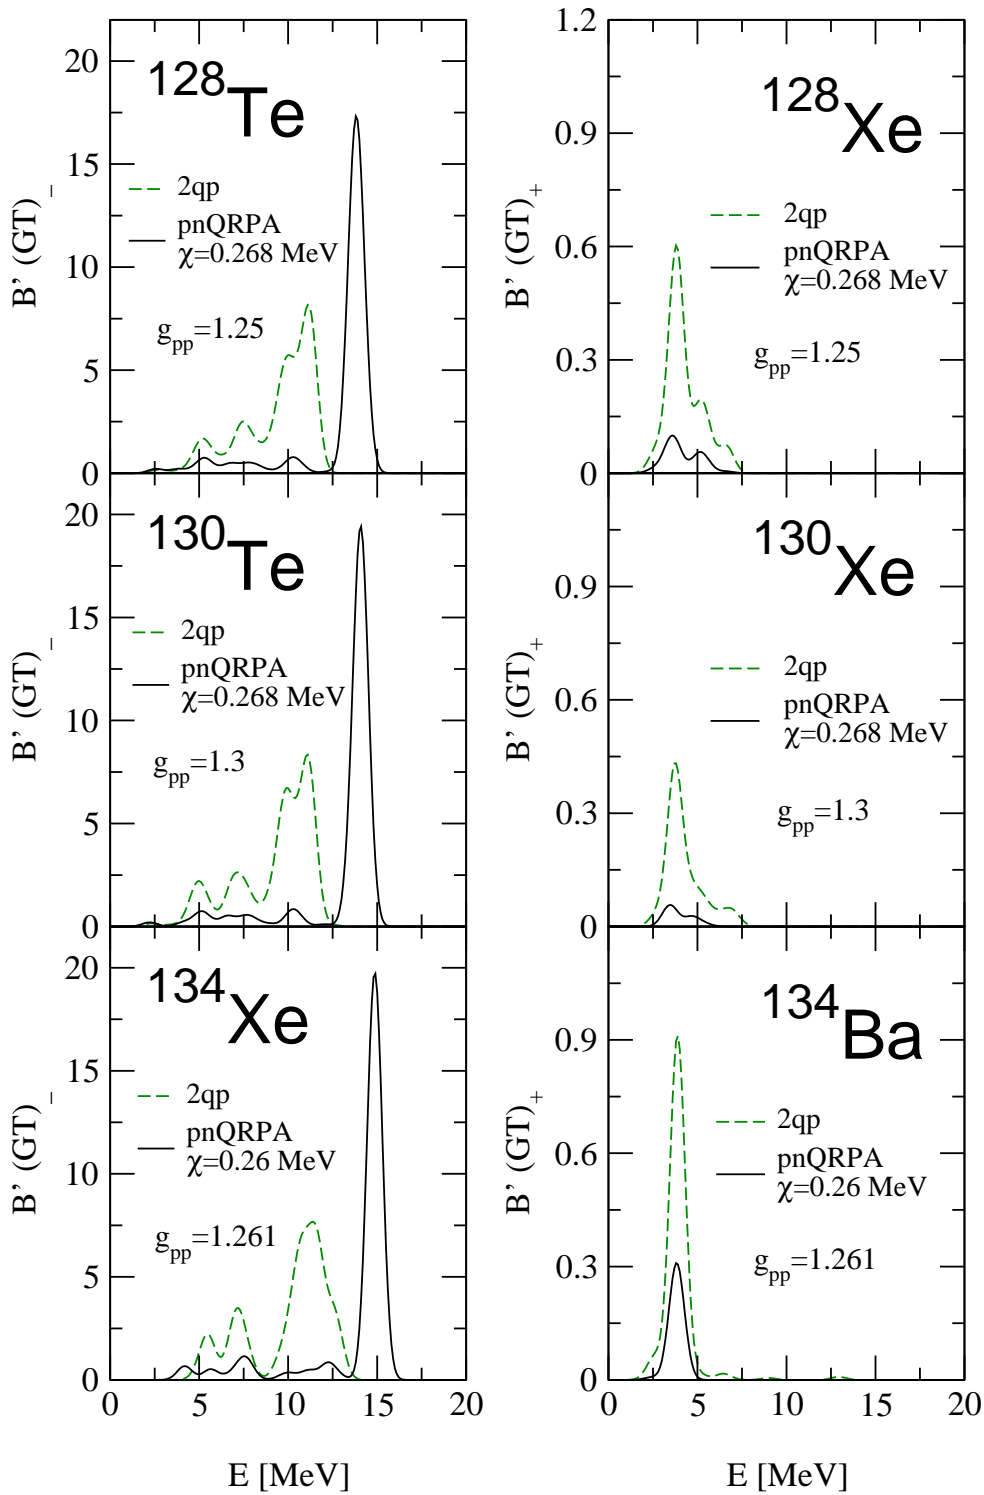 20
15
10
5
0
B' (GT)_
128Te
2qp
pnQRPA
χ=0.268 MeV
gpp=1.25
1.2
0.9
0.6
0.3
0
B' (GT)+
128Xe
2qp
pnQRPA
χ=0.268 MeV
gpp=1.25
20
15
10
5
0
B' (GT)_
130Te
2qp
pnQRPA
χ=0.268 MeV
gpp=1.3
0.9
0.6
0.3
0
B' (GT)+
130Xe
2qp
pnQRPA
χ=0.268 MeV
gpp=1.3
20
15
10
5
0
B' (GT)_
134Xe
2qp
pnQRPA
χ=0.26 MeV
gpp=1.261
0 5 10 15 20
E [MeV]
0.9
0.6
0.3
0
B' (GT)+
134Ba
2qp
pnQRPA
χ=0.26 MeV
gpp=1.261
0 5 10 15 20
E [MeV]